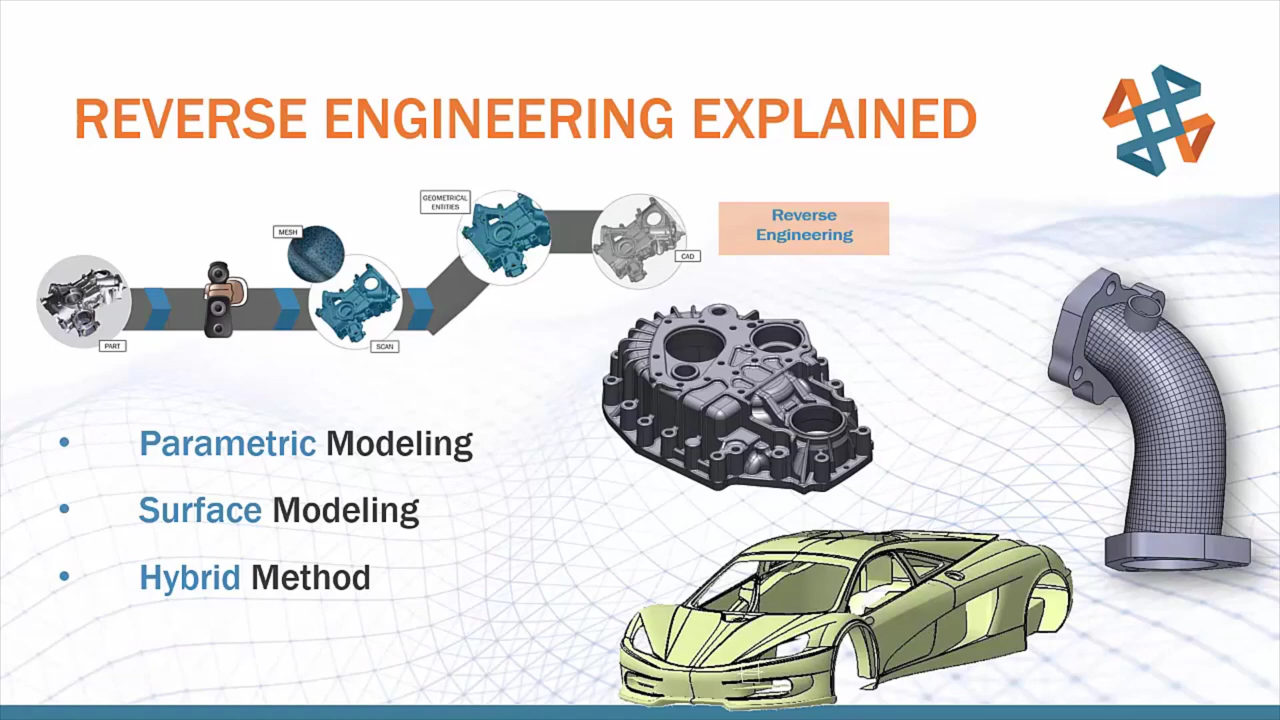 REVERSE ENGINEERING EXPLAINED
GEOMETRICAL
ENTITIES
Reverse
Engineering
MESH
CAD
PART
SCAN
• Parametric Modeling
• Surface Modeling
• Hybrid Method